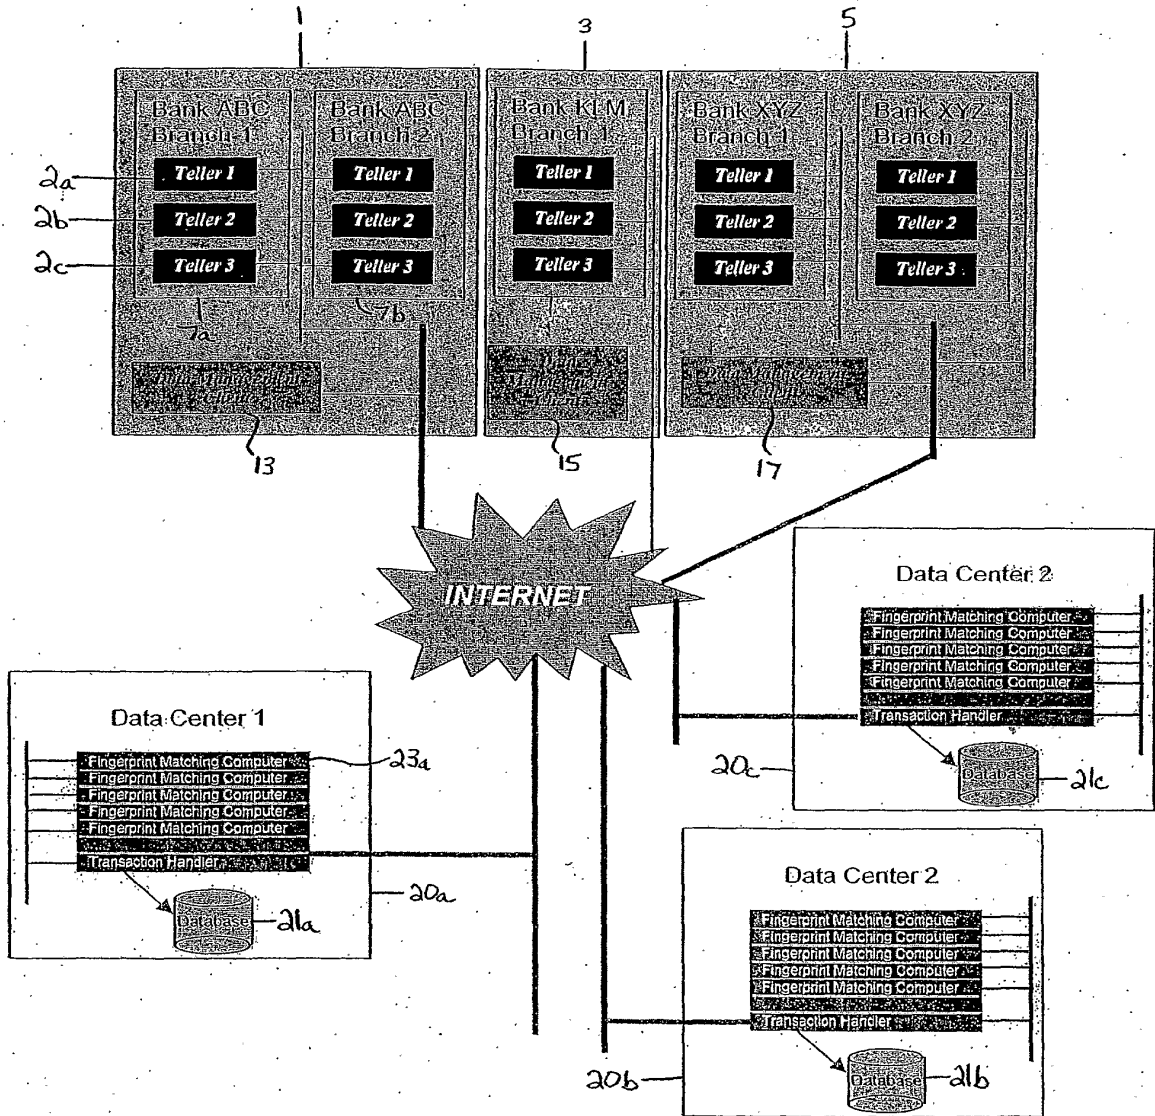 1
3
5
Bank ABC
Branch 1
Bank ABC
Branch 2
Bank KLM
Branch 1
Bank XYZ
Branch 1
Bank XYZ
Branch 2
2a
2b
2c
Teller 1
Teller 2
Teller 3
Teller 1
Teller 2
Teller 3
Teller 1
Teller 2
Teller 3
Teller 1
Teller 2
Teller 3
Teller 1
Teller 2
Teller 3
7a
7b
Management
13
15
17
INTERNET
Data Center 2
Fingerprint Matching Computer
Fingerprint Matching Computer
Fingerprint Matching Computer
Fingerprint Matching Computer
Fingerprint Matching Computer
Transaction Handler
Database
20c
21c
Data Center 1
Fingerprint Matching Computer
Fingerprint Matching Computer
Fingerprint Matching Computer
Fingerprint Matching Computer
Fingerprint Matching Computer
Transaction Handler
Database
23a
20a
21a
Data Center 2
Fingerprint Matching Computer
Fingerprint Matching Computer
Fingerprint Matching Computer
Fingerprint Matching Computer
Fingerprint Matching Computer
Transaction Handler
Database
20b
21b